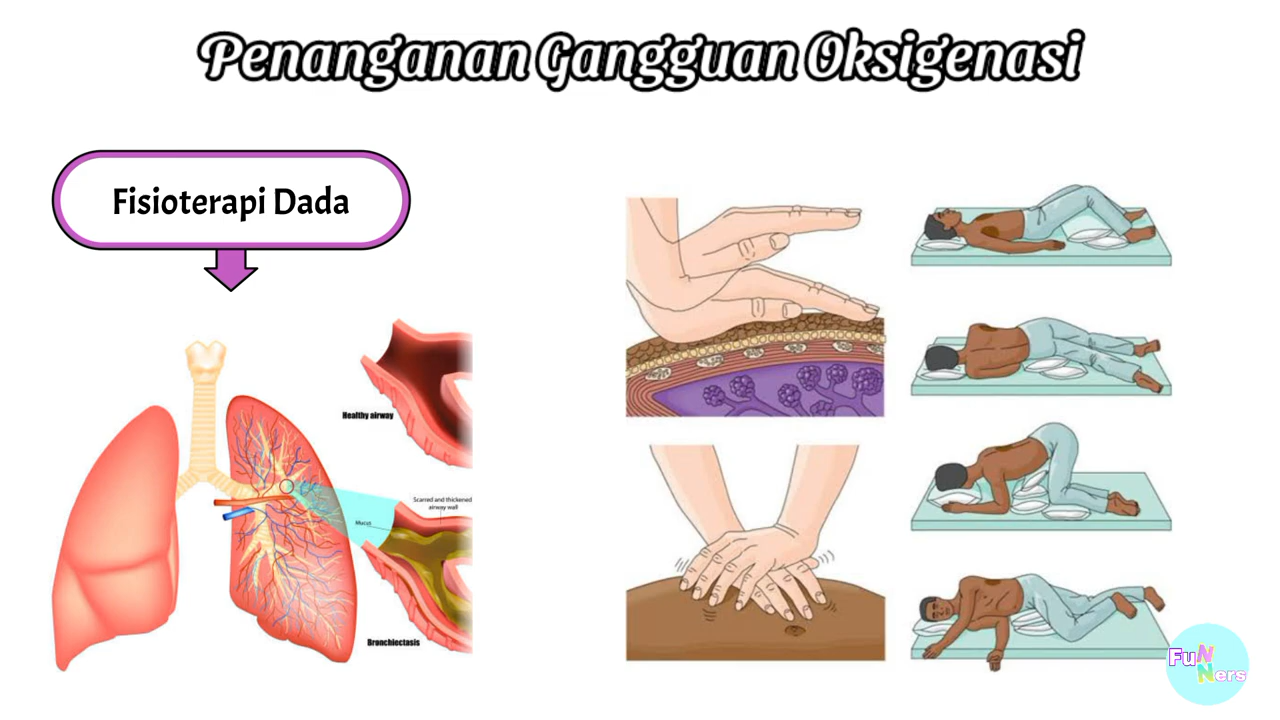 Penanganan Gangguan Oksigenasi
Fisioterapi Dada
Healthy airway
Scarred and thickened
airway wall
Mucus
Bronchiectasis
FuN
Ners